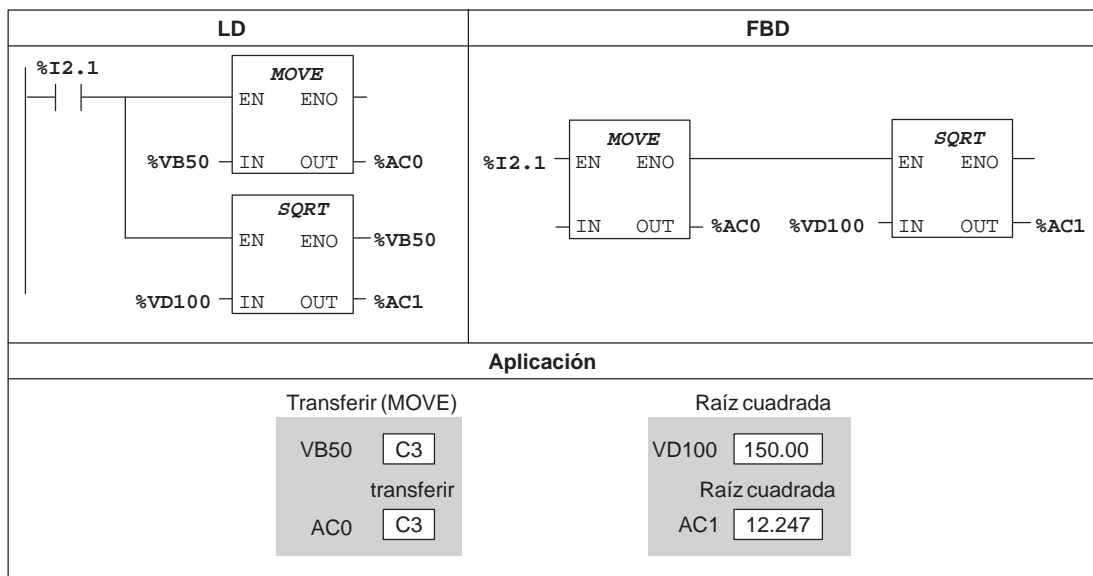 LD
FBD
%I2.1
MOVE
EN ENO
%VB50 IN OUT %AC0
SQRT
EN ENO %VB50
%VD100 IN OUT %AC1
MOVE
%I2.1 EN ENO
IN OUT %AC0
SQRT
EN ENO
%VD100 IN OUT %AC1
Aplicación
Transferir (MOVE)
VB50 C3
transferir
AC0 C3
Raíz cuadrada
VD100 150.00
Raíz cuadrada
AC1 12.247